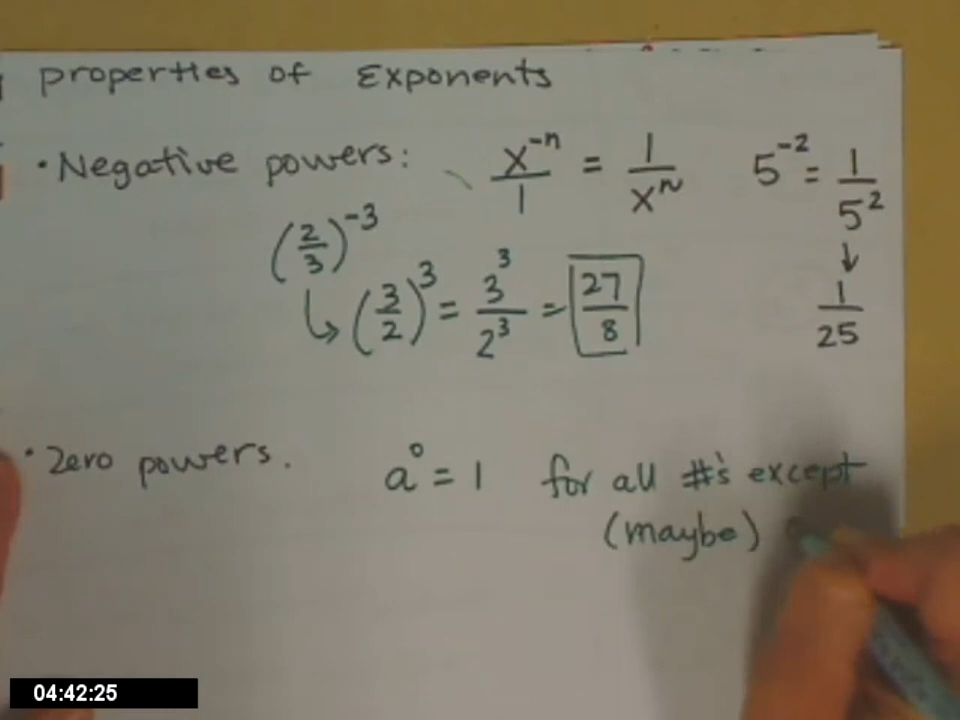 properties of Exponents
• Negative powers: x^-n/1 = 1/x^n 5^-2 = 1/5^2
↓
1/25
(2/3)^-3
↳ (3/2)^3 = 3^3/2^3 = 27/8
• Zero powers. a^0 = 1 for all #'s except
(maybe)
04:42:25